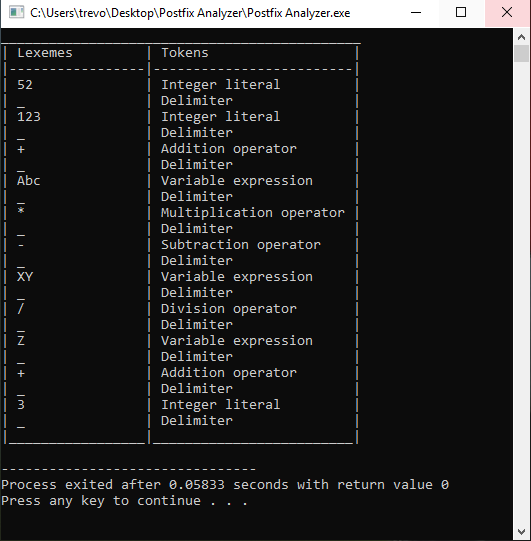 C:\Users\trevo\Desktop\Postfix Analyzer\Postfix Analyzer.exe
_____________________________________________
| Lexemes         | Tokens                  |
|-----------------|-------------------------|
| 52              | Integer literal         |
| _               | Delimiter               |
| 123             | Integer literal         |
| _               | Delimiter               |
| +               | Addition operator       |
| _               | Delimiter               |
| Abc             | Variable expression     |
| _               | Delimiter               |
| *               | Multiplication operator |
| _               | Delimiter               |
| -               | Subtraction operator    |
| _               | Delimiter               |
| XY              | Variable expression     |
| _               | Delimiter               |
| /               | Division operator       |
| _               | Delimiter               |
| Z               | Variable expression     |
| _               | Delimiter               |
| +               | Addition operator       |
| _               | Delimiter               |
| 3               | Integer literal         |
| _               | Delimiter               |
|_________________|_________________________|
--------------------------------
Process exited after 0.05833 seconds with return value 0
Press any key to continue . . .